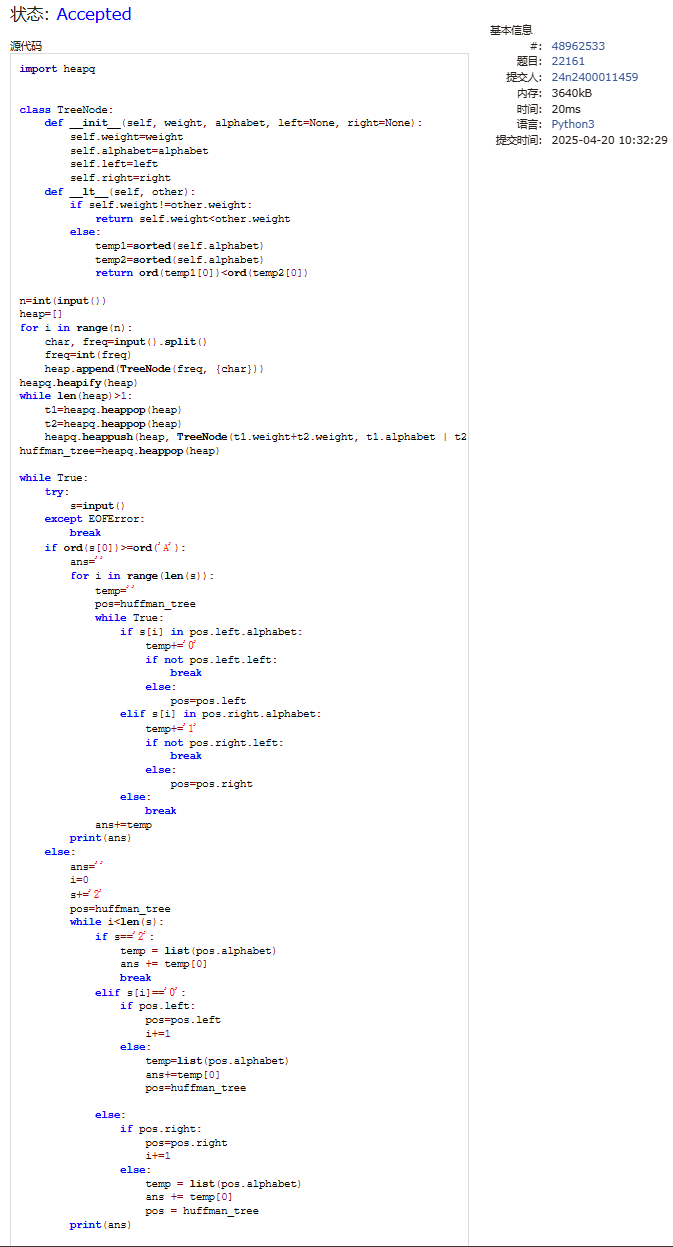 状态: Accepted
源代码
import heapq
class TreeNode:
    def __init__(self, weight, alphabet, left=None, right=None):
        self.weight=weight
        self.alphabet=alphabet
        self.left=left
        self.right=right
    def __lt__(self, other):
        if self.weight!=other.weight:
            return self.weight<other.weight
        else:
            temp1=sorted(self.alphabet)
            temp2=sorted(self.alphabet)
            return ord(temp1[0])<ord(temp2[0])
n=int(input())
heap=[]
for i in range(n):
    char, freq=input().split()
    freq=int(freq)
    heap.append(TreeNode(freq, {char}))
heapq.heapify(heap)
while len(heap)>1:
    t1=heapq.heappop(heap)
    t2=heapq.heappop(heap)
    heapq.heappush(heap, TreeNode(t1.weight+t2.weight, t1.alphabet | t2
huffman_tree=heapq.heappop(heap)
while True:
    try:
        s=input()
    except EOFError:
        break
    if ord(s[0])>=ord('A'):
        ans=''
        for i in range(len(s)):
            temp=''
            pos=huffman_tree
            while True:
                if s[i] in pos.left.alphabet:
                    temp+='0'
                    if not pos.left.left:
                        break
                    else:
                        pos=pos.left
                elif s[i] in pos.right.alphabet:
                    temp+='1'
                    if not pos.right.left:
                        break
                    else:
                        pos=pos.right
                else:
                    break
            ans+=temp
        print(ans)
    else:
        ans=''
        i=0
        s+='2'
        pos=huffman_tree
        while i<len(s):
            if s=='2':
                temp = list(pos.alphabet)
                ans += temp[0]
                break
            elif s[i]=='0':
                if pos.left:
                    pos=pos.left
                    i+=1
                else:
                    temp=list(pos.alphabet)
                    ans+=temp[0]
                    pos=huffman_tree
            else:
                if pos.right:
                    pos=pos.right
                    i+=1
                else:
                    temp = list(pos.alphabet)
                    ans += temp[0]
                    pos = huffman_tree
        print(ans)
基本信息
#: 48962533
题目: 22161
提交人: 24n2400011459
内存: 3640kB
时间: 20ms
语言: Python3
提交时间: 2025-04-20 10:32:29